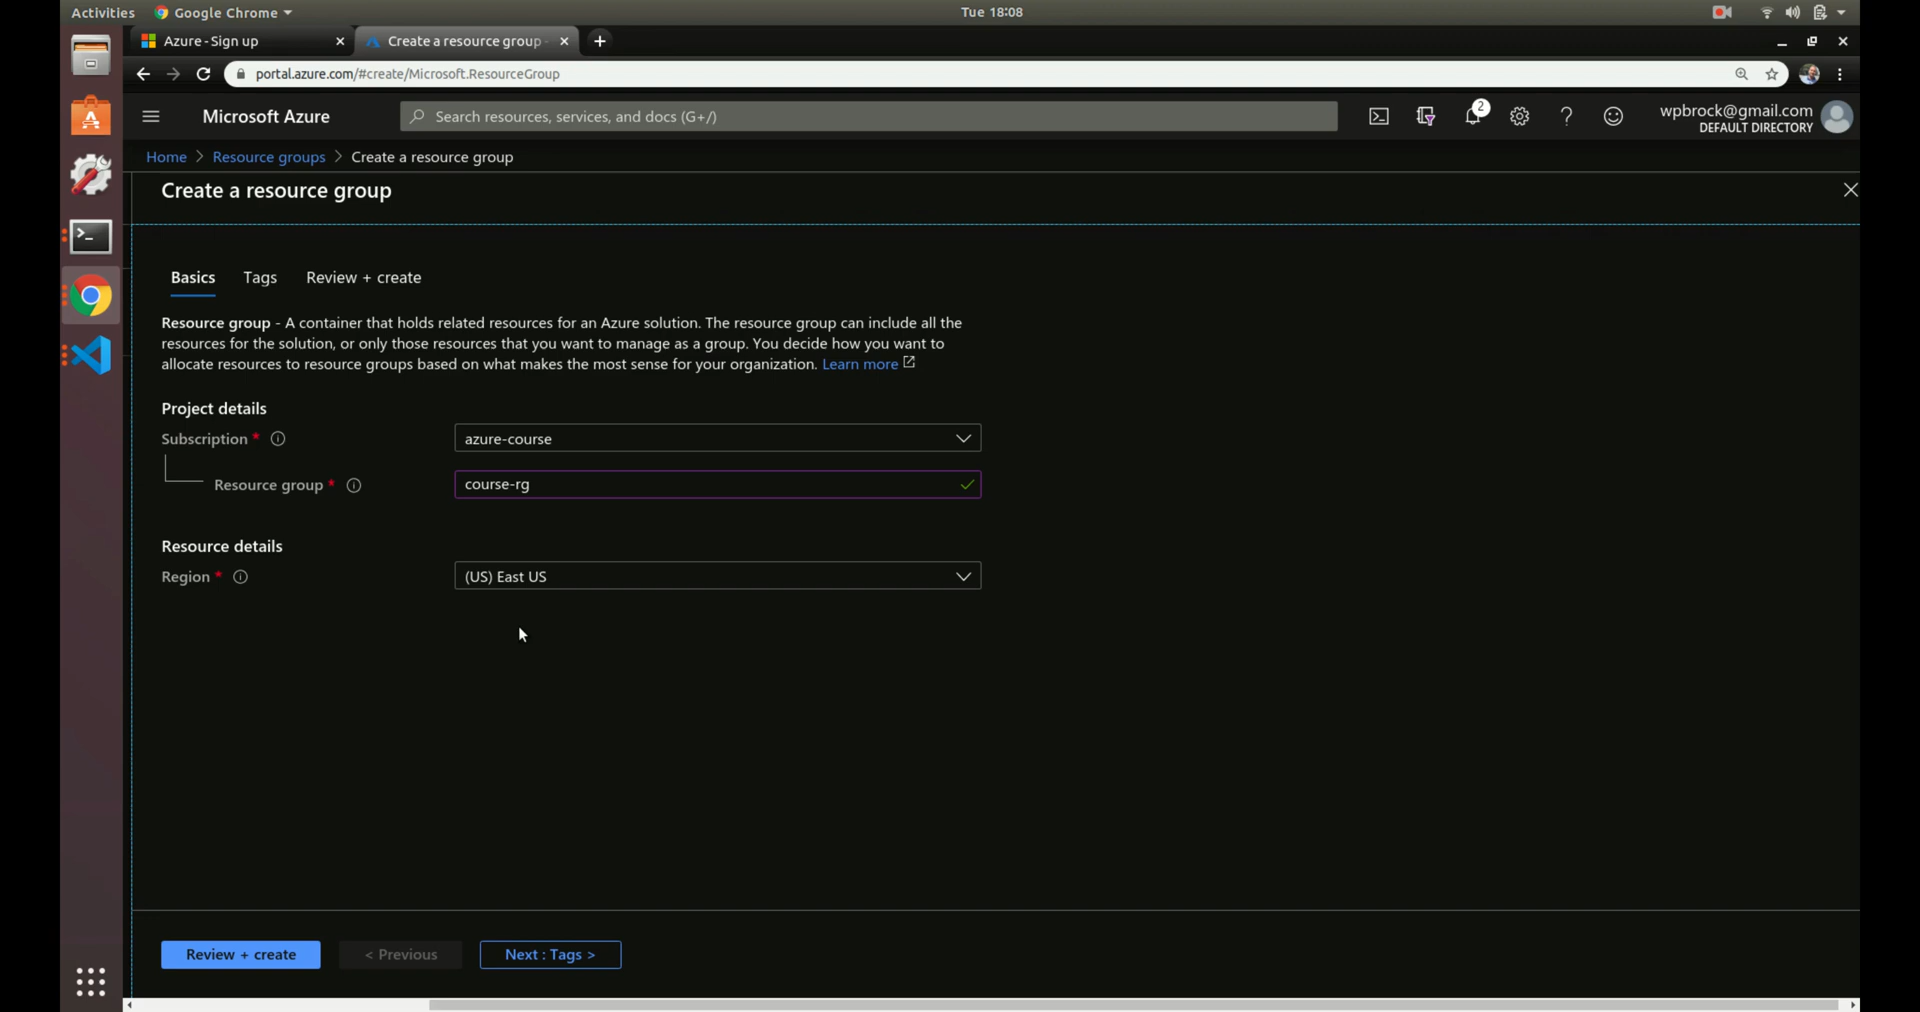 Activities
Google Chrome
Tue 18:08
Azure - Sign up
Create a resource group -
portal.azure.com/#create/Microsoft.ResourceGroup
Microsoft Azure
Search resources, services, and docs (G+/)
2
wpbrock@gmail.com
DEFAULT DIRECTORY
Home > Resource groups > Create a resource group
Create a resource group
Basics
Tags
Review + create
Resource group - A container that holds related resources for an Azure solution. The resource group can include all the
resources for the solution, or only those resources that you want to manage as a group. You decide how you want to
allocate resources to resource groups based on what makes the most sense for your organization. Learn more
Project details
Subscription *
azure-course
Resource group *
course-rg
Resource details
Region *
(US) East US
Review + create
< Previous
Next : Tags >